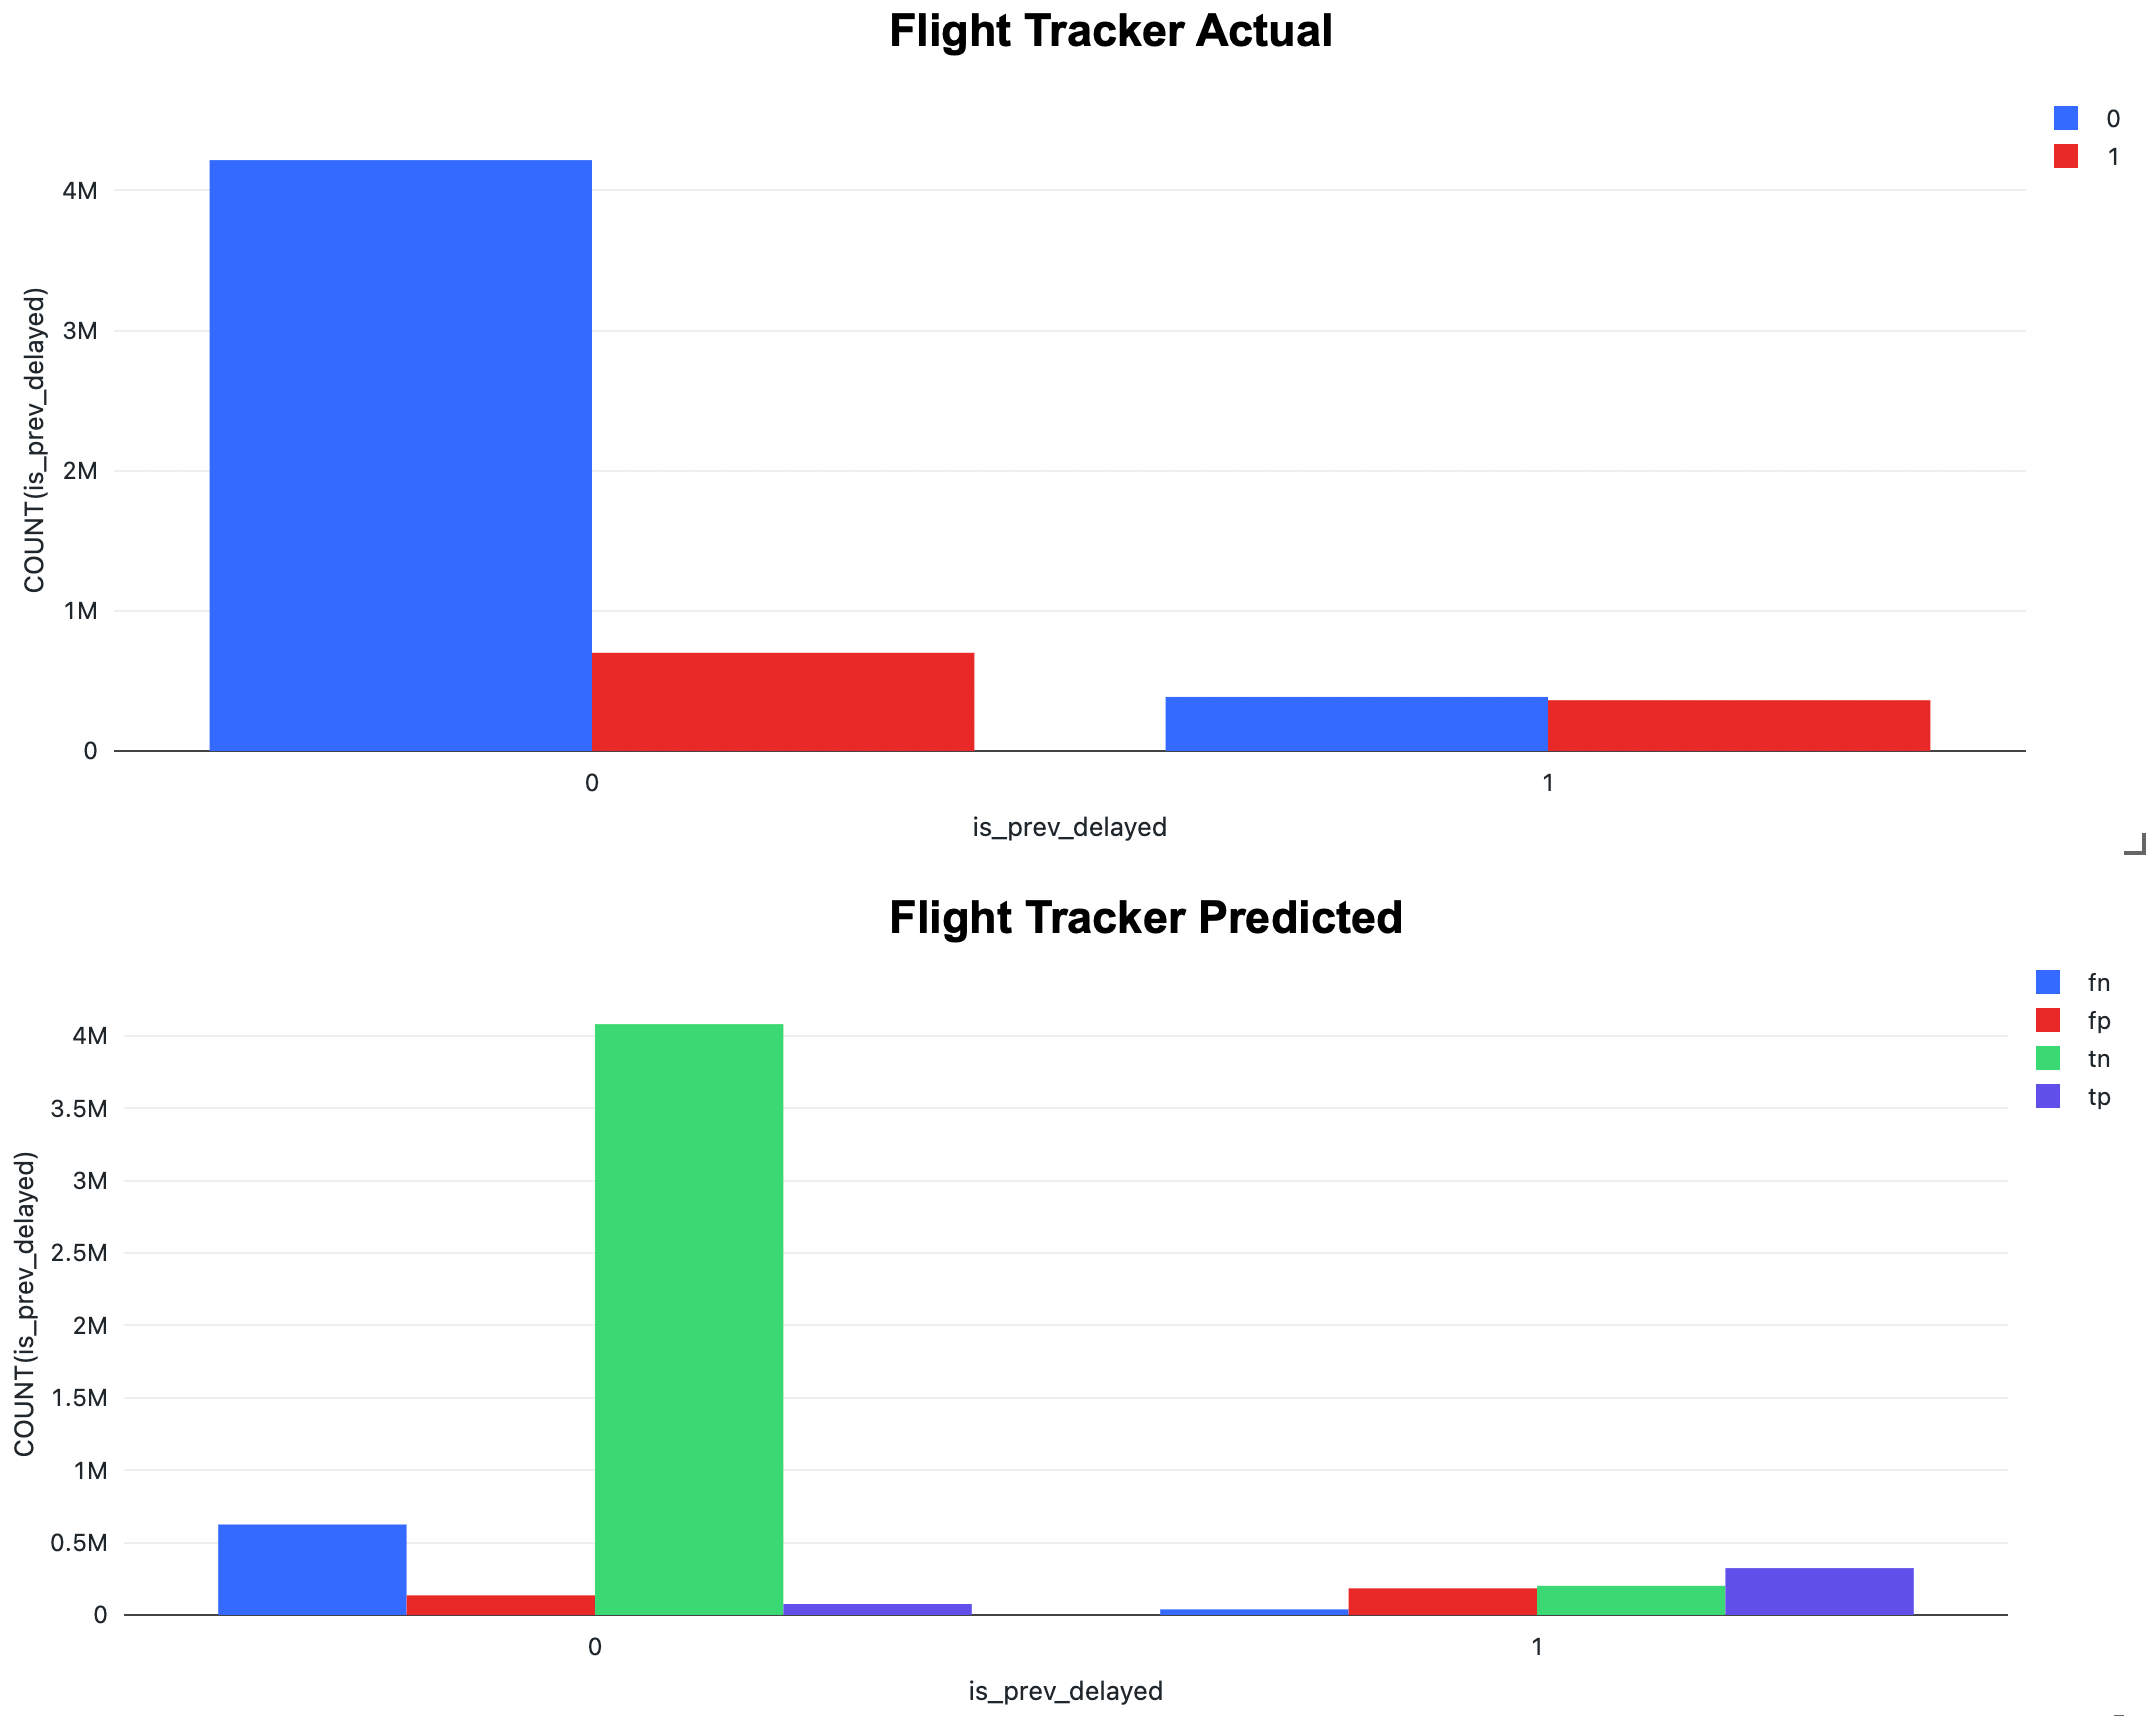 Flight Tracker Actual
0
1
4M
3M
2M
1M
0
COUNT(is_prev_delayed)
0
1
is_prev_delayed
Flight Tracker Predicted
fn
fp
tn
tp
4M
3.5M
3M
2.5M
2M
1.5M
1M
0.5M
0
COUNT(is_prev_delayed)
0
1
is_prev_delayed